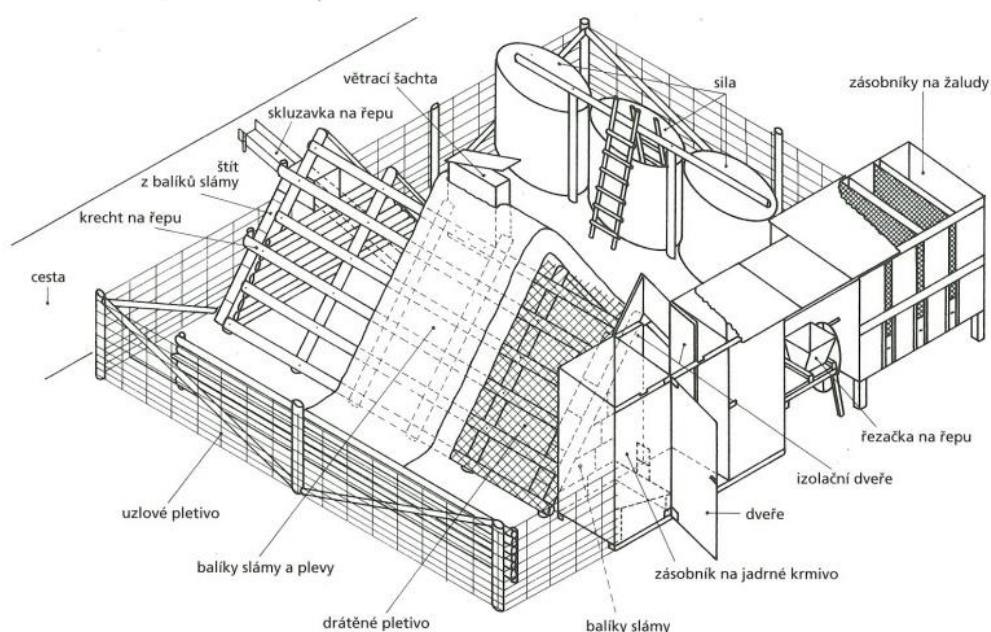 větrací šachta
sila
zásobníky na žaludy
skluzavka na řepu
štít
z balíků slámy
krecht na řepu
cesta
řezačka na řepu
izolační dveře
uzlové pletivo
dveře
balíky slámy a plevy
zásobník na jadrné krmivo
drátěné pletivo
balíky slámy